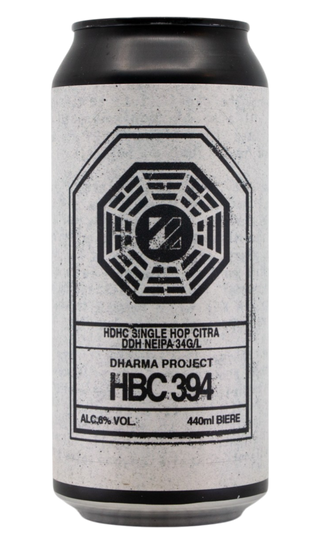 HDHC SINGLE HOP CITRA
DDH NEIPA 34G/L
DHARMA PROJECT
HBC 394
ALC.8% VOL.
440ml BIERE